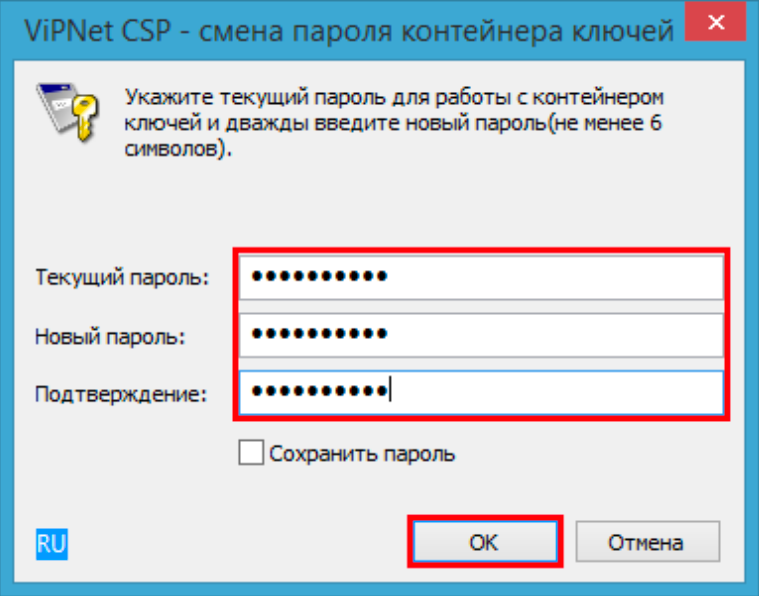 ViPNet CSP - смена пароля контейнера ключей
Укажите текущий пароль для работы с контейнером
ключей и дважды введите новый пароль(не менее 6
символов).
Текущий пароль: ●●●●●●●●●●
Новый пароль: ●●●●●●●●●●
Подтверждение: ●●●●●●●●●●
Сохранить пароль
RU
OK
Отмена